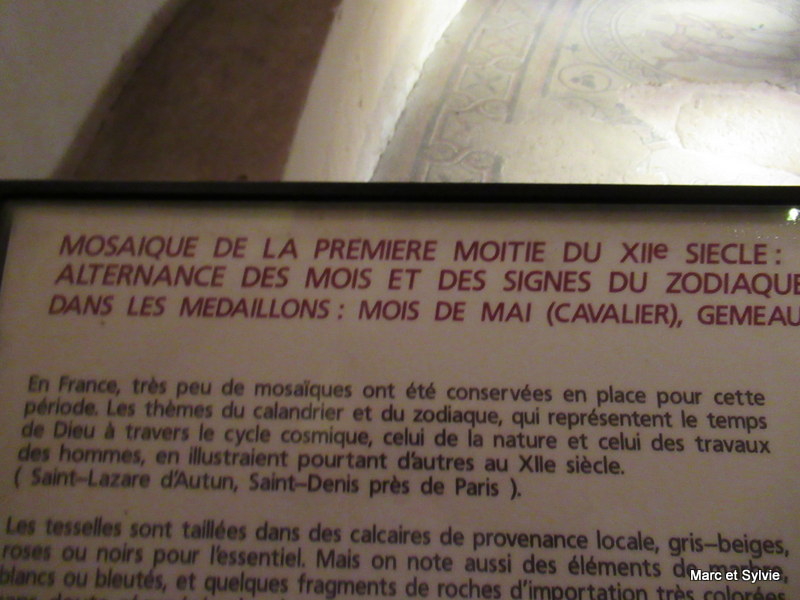 MOSAIQUE DE LA PREMIERE MOITIE DU XIIe SIECLE :
ALTERNANCE DES MOIS ET DES SIGNES DU ZODIAQUE
DANS LES MEDAILLONS : MOIS DE MAI (CAVALIER), GEMEAU
En France, très peu de mosaïques ont été conservées en place pour cette
période. Les thèmes du calandrier et du zodiaque, qui représentent le temps
de Dieu à travers le cycle cosmique, celui de la nature et celui des travaux
des hommes, en illustraient pourtant d'autres au XIIe siècle.
( Saint-Lazare d'Autun, Saint-Denis près de Paris ).
Les tesselles sont taillées dans des calcaires de provenance locale, gris-beiges,
roses ou noirs pour l'essentiel. Mais on note aussi des éléments de marbre,
blancs ou bleutés, et quelques fragments de roches d'importation très colorées
Marc et Sylvie